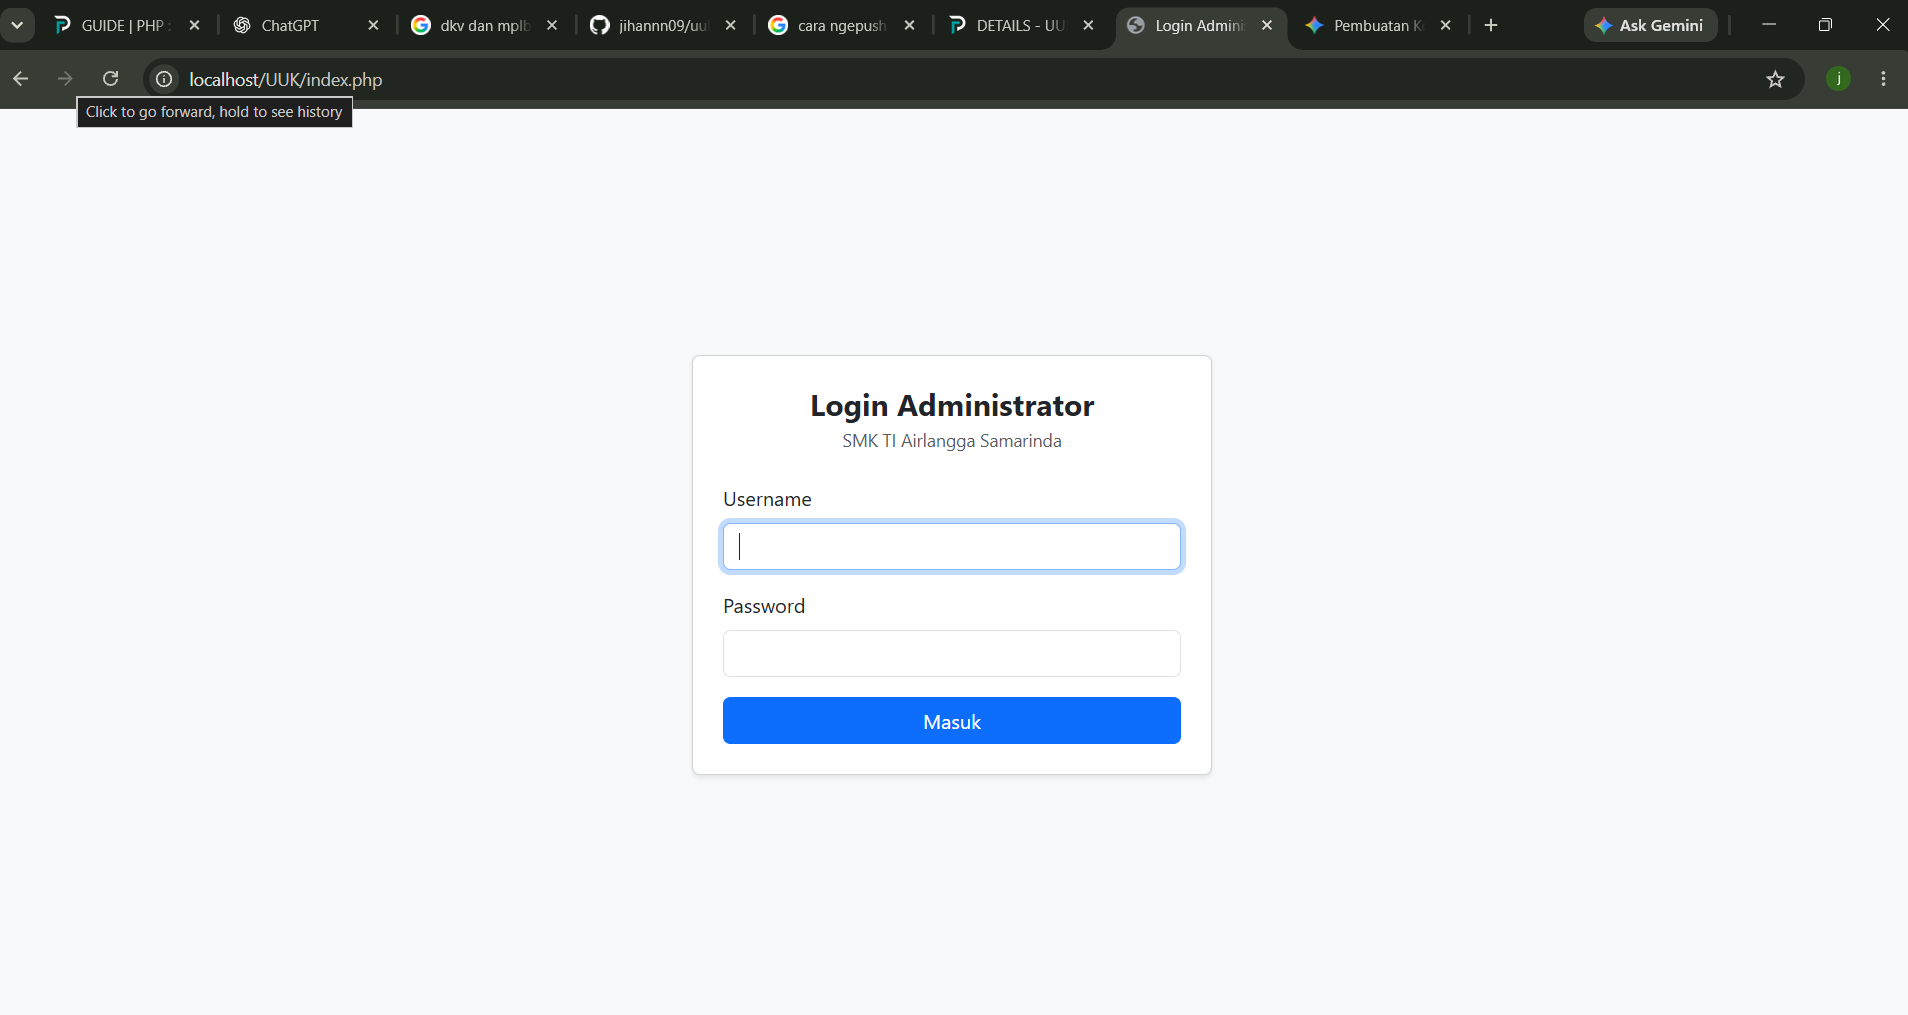 GUIDE | PHP
ChatGPT
dkv dan mplb
jihannn09/uu
cara ngepush
DETAILS - UU
Login Admini
Pembuatan K
Ask Gemini
localhost/UUK/index.php
j
Click to go forward, hold to see history
Login Administrator
SMK TI Airlangga Samarinda
Username
Password
Masuk